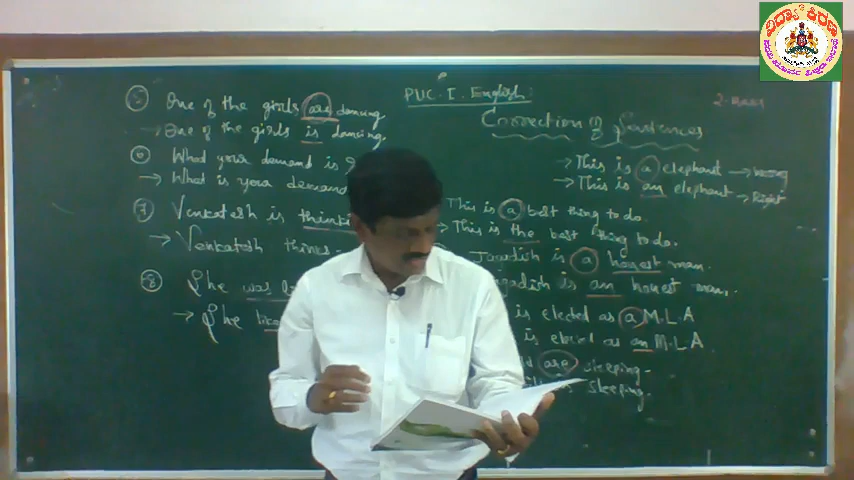 ವಿದ್ಯಾ ಕಿರಣ
PUC-I English:
2-Mars
Correction of Sentences
→ This is a elephant → wrong
→ This is an elephant → Right
This is a best thing to do.
→ This is the best thing to do.
Jagadish is a honest man.
Jagadish is an honest man.
is elected as a M.L.A
is elected as an M.L.A.
are sleeping.
sleeping.
⑤ One of the girls are dancing
→ One of the girls is dancing.
⑥ What your demand is ?
→ What is your demand
⑦ Venkatesh is thinki
→ Venkatesh thinks
⑧ She was
→ She